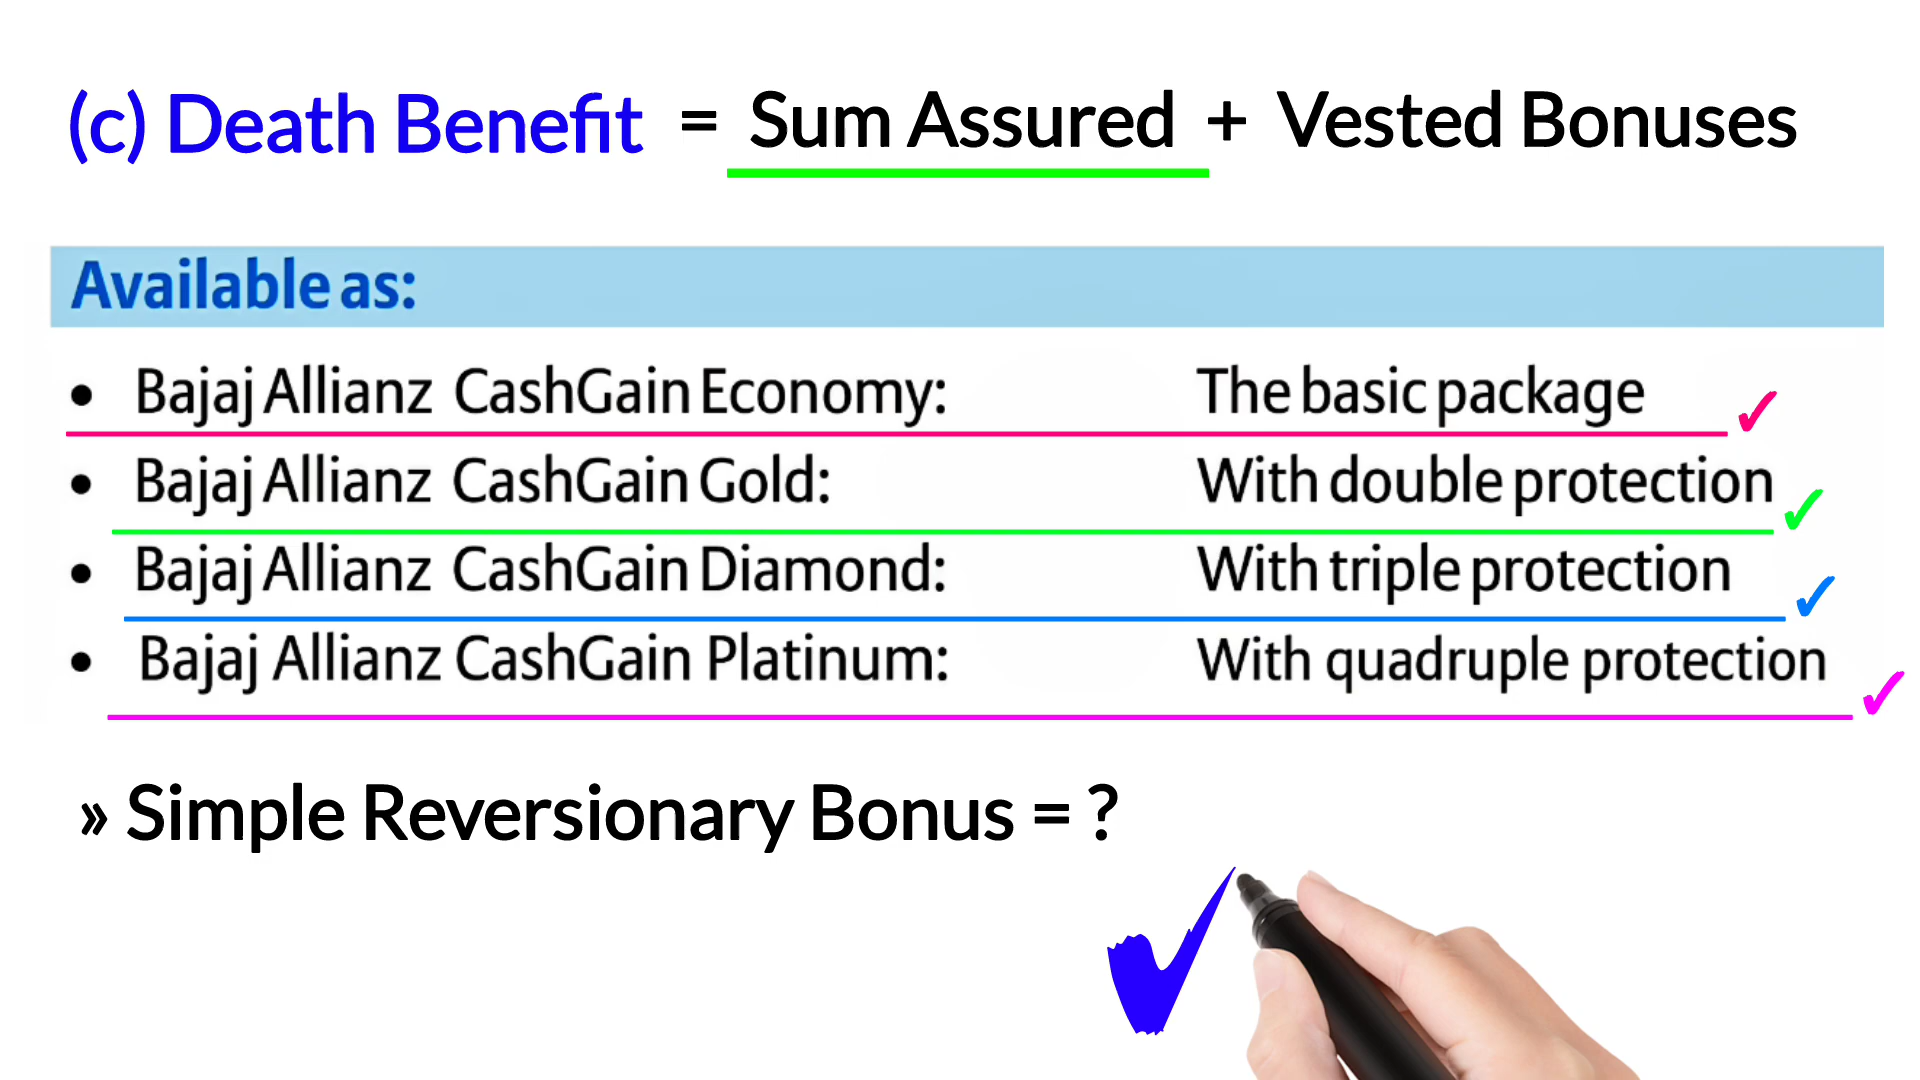 (c) Death Benefit = Sum Assured + Vested Bonuses
Available as:
• Bajaj Allianz CashGain Economy: The basic package ✓
• Bajaj Allianz CashGain Gold: With double protection ✓
• Bajaj Allianz CashGain Diamond: With triple protection ✓
• Bajaj Allianz CashGain Platinum: With quadruple protection ✓
» Simple Reversionary Bonus = ?